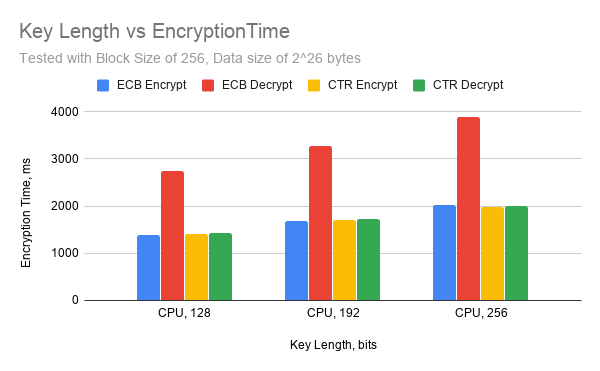 Key Length vs EncryptionTime
Tested with Block Size of 256, Data size of 2^26 bytes
ECB Encrypt ECB Decrypt CTR Encrypt CTR Decrypt
4000
3000
2000
1000
0
Encryption Time, ms
CPU, 128 CPU, 192 CPU, 256
Key Length, bits